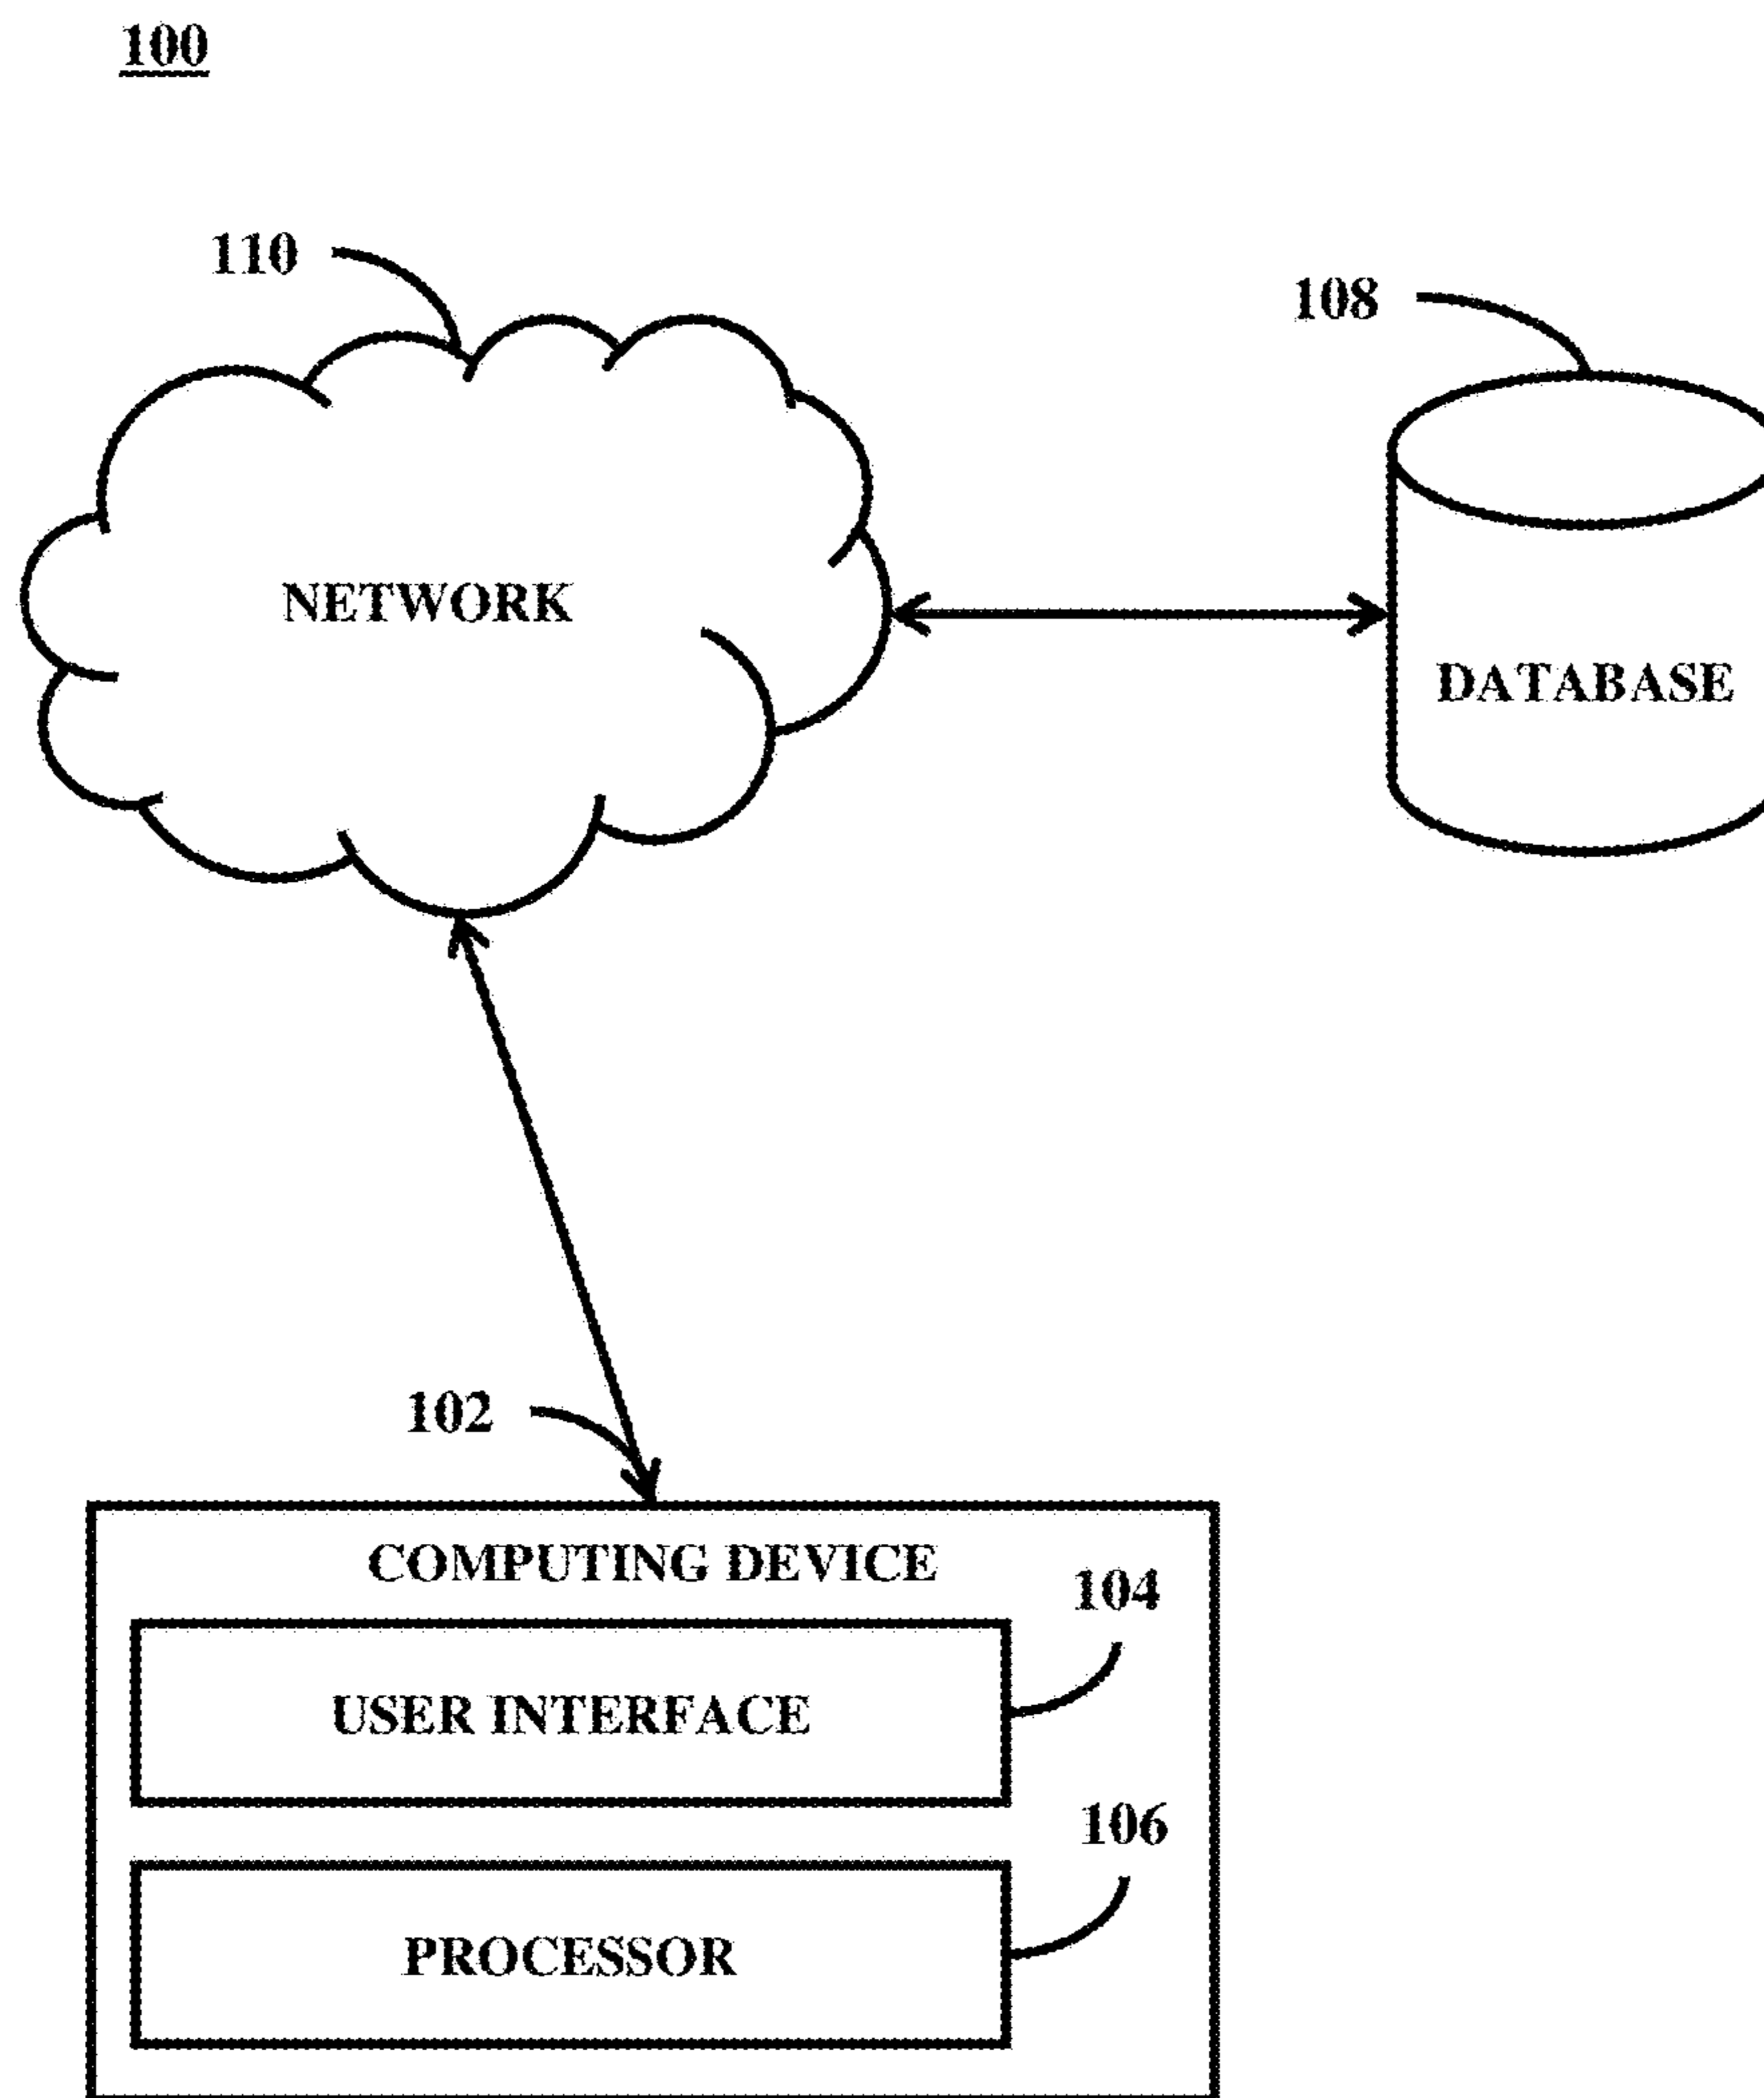 100
110
108
NETWORK
DATABASE
102
COMPUTING DEVICE
104
USER INTERFACE
106
PROCESSOR